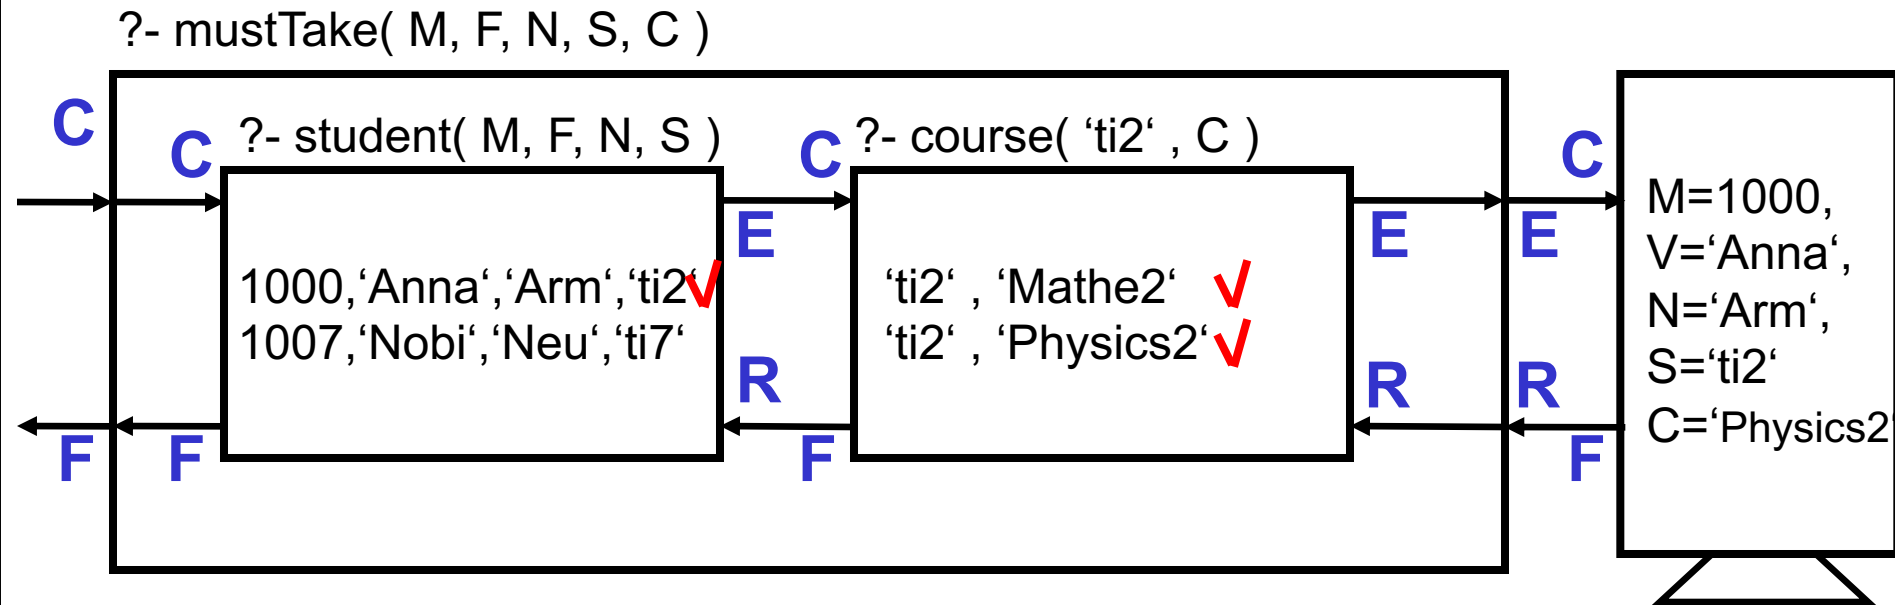 ?- mustTake( M, F, N, S, C )
C
C
?- student( M, F, N, S )
C
?- course( ‘ti2‘ , C )
C
E
E
E
1000,‘Anna‘,‘Arm‘,‘ti2‘
1007,‘Nobi‘,‘Neu‘,‘ti7‘
‘ti2‘ , ‘Mathe2‘
‘ti2‘ , ‘Physics2‘
M=1000,
V=‘Anna‘,
N=‘Arm‘,
S=‘ti2‘
C=‘Physics2‘
R
R
R
F
F
F
F